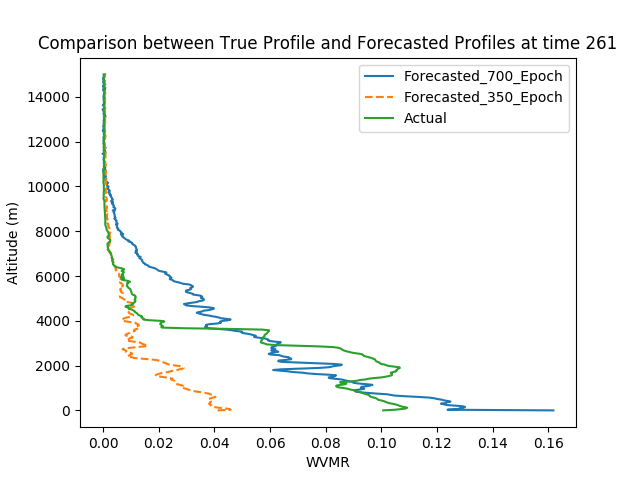 Comparison between True Profile and Forecasted Profiles at time 261
Forecasted_700_Epoch
Forecasted_350_Epoch
Actual
Altitude (m)
14000
12000
10000
8000
6000
4000
2000
0
0.00 0.02 0.04 0.06 0.08 0.10 0.12 0.14 0.16
WVMR